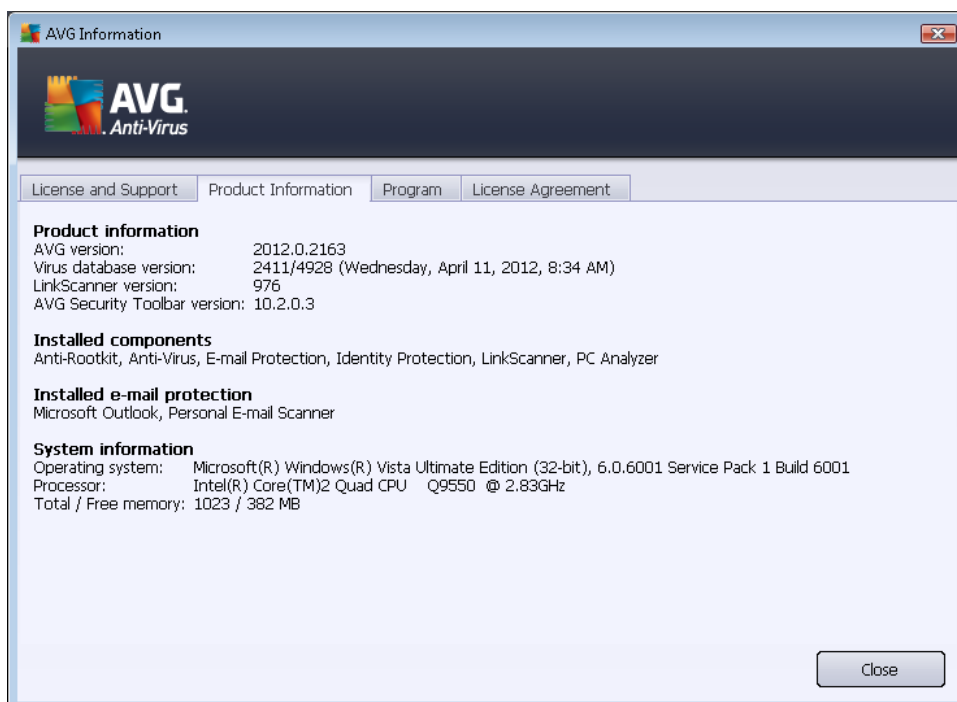 AVG Information
AVG.
Anti-Virus
License and Support Product Information Program License Agreement
Product information
AVG version: 2012.0.2163
Virus database version: 2411/4928 (Wednesday, April 11, 2012, 8:34 AM)
LinkScanner version: 976
AVG Security Toolbar version: 10.2.0.3
Installed components
Anti-Rootkit, Anti-Virus, E-mail Protection, Identity Protection, LinkScanner, PC Analyzer
Installed e-mail protection
Microsoft Outlook, Personal E-mail Scanner
System information
Operating system: Microsoft(R) Windows(R) Vista Ultimate Edition (32-bit), 6.0.6001 Service Pack 1 Build 6001
Processor: Intel(R) Core(TM)2 Quad CPU Q9550 @ 2.83GHz
Total / Free memory: 1023 / 382 MB
Close